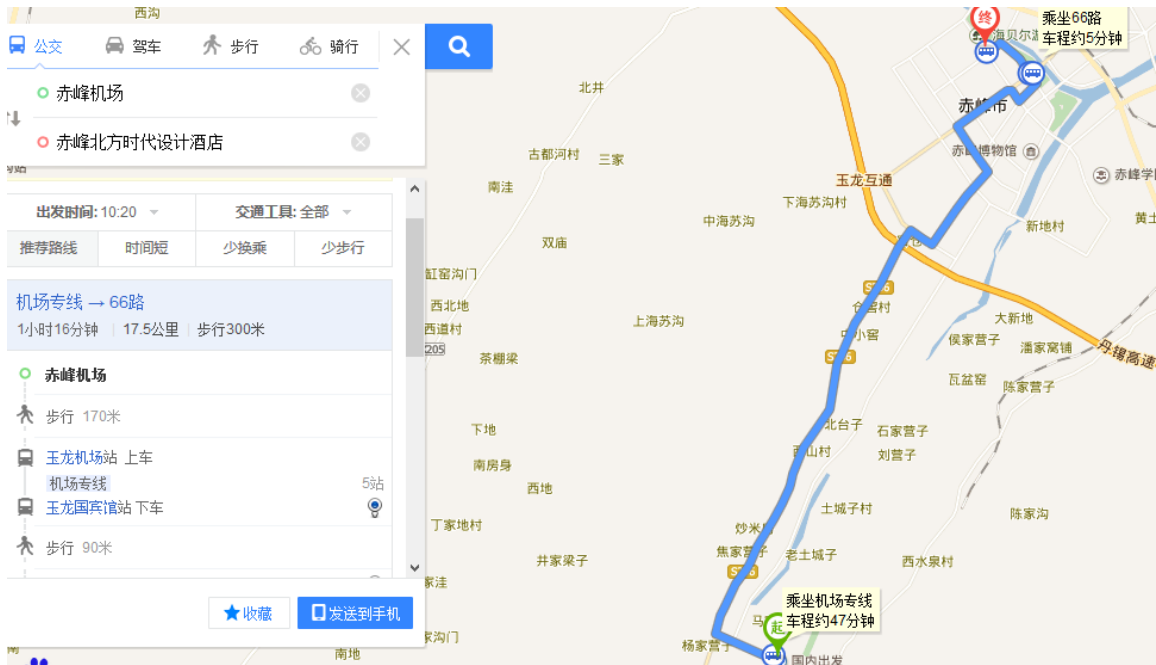 西沟
公交 驾车 步行 骑行
赤峰机场
赤峰北方时代设计酒店
出发时间:10:20 交通工具:全部
推荐路线 时间短 少换乘 少步行
机场专线 → 66路
1小时16分钟 17.5公里 步行300米
赤峰机场
步行 170米
玉龙机场站 上车
机场专线 5站
玉龙国宾馆站 下车
步行 90米
收藏 发送到手机
终
乘坐66路
车程约5分钟
北井
赤峰市
古都河村
三家
博物馆
赤峰学
南洼
玉龙互通
下海苏沟村
中海苏沟
新地村
黄土
双庙
缸窑沟门
西北地
西道村
205
上海苏沟
茶棚梁
大新地
侯家营子
潘家窝铺
丹锡高速
瓦盆窑
陈家营子
下地
北台子
石家营子
刘营子
南房身
西地
土城子村
陈家沟
丁家地村
井家梁子
焦家营子
老土城子
西水泉村
家洼
乘坐机场专线
车程约47分钟
起
家沟门
杨家营子
国内出发
南地